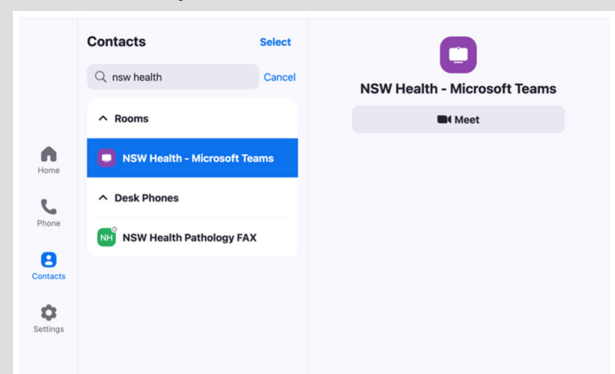 Contacts
Select
nsw health
Cancel
Rooms
NSW Health - Microsoft Teams
Desk Phones
NH
NSW Health Pathology FAX
Home
Phone
Contacts
Settings
NSW Health - Microsoft Teams
Meet